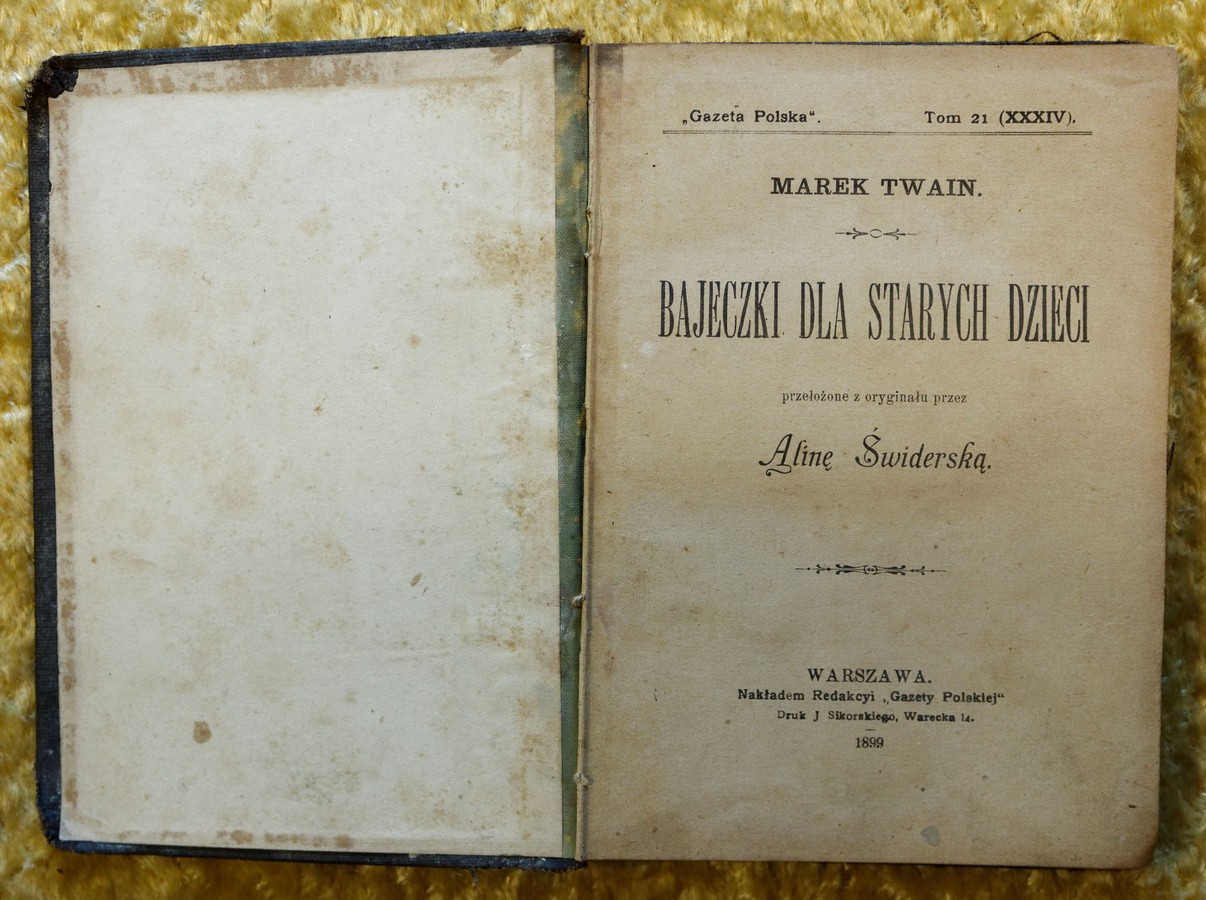 „Gazeta Polska“. Tom 21 (XXXIV).
MAREK TWAIN.
BAJECZKI DLA STARYCH DZIECI
przełożone z oryginału przez
Alinę Świderską.
WARSZAWA.
Nakładem Redakcyi „Gazety Polskiej“
Druk J Sikorskiego, Warecka 14.
1899